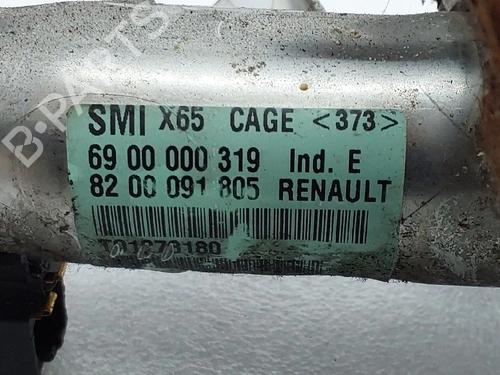 B-PARTS
SMI X65 CAGE <373>
69 00 000 319 Ind. E
82 00 091 805 RENAULT